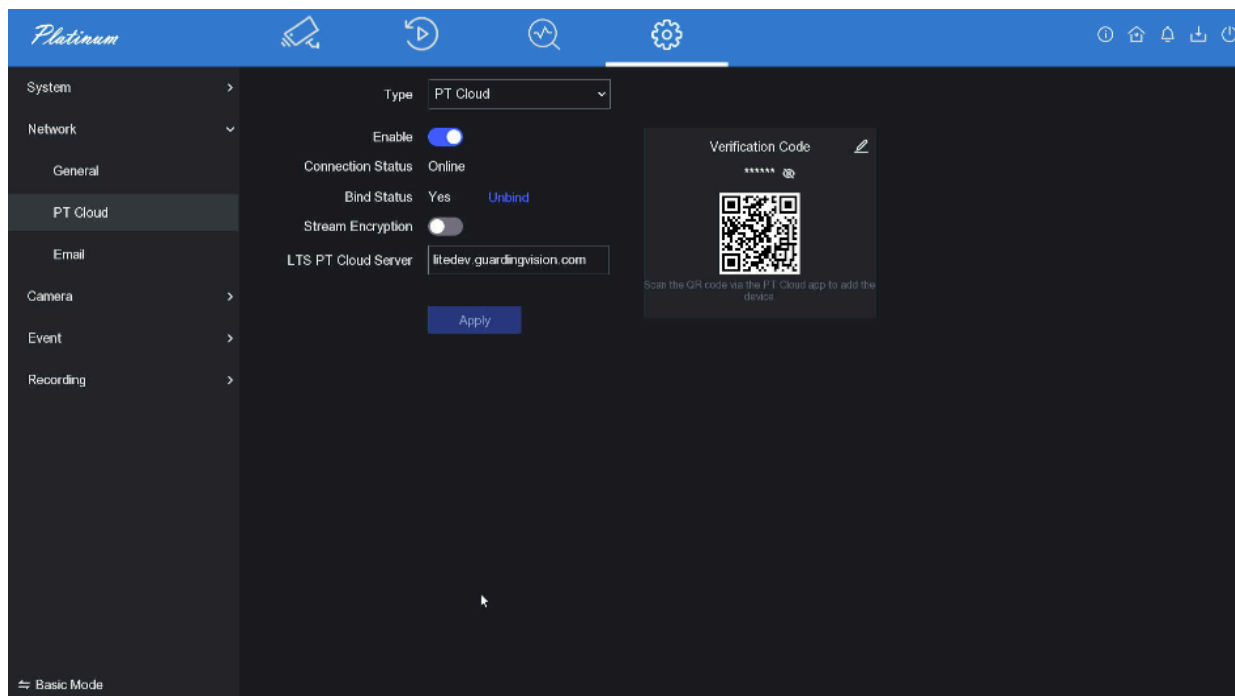 Platinum
System
Network
General
PT Cloud
Email
Camera
Event
Recording
Basic Mode
Type PT Cloud
Enable
Connection Status Online
Bind Status Yes Unbind
Stream Encryption
LTS PT Cloud Server litedev.guardingvision.com
Apply
Verification Code
******
Scan the QR code via the PT Cloud app to add the
device.